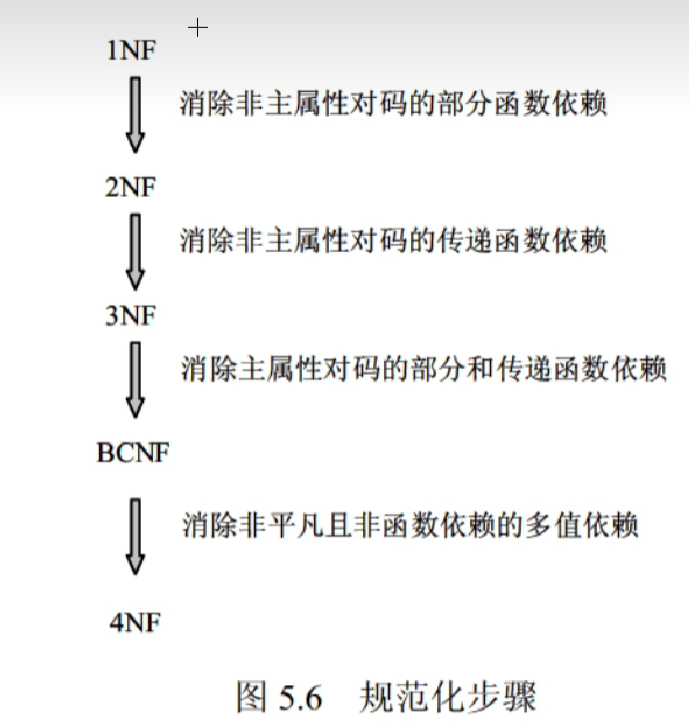 1NF
消除非主属性对码的部分函数依赖
2NF
消除非主属性对码的传递函数依赖
3NF
消除主属性对码的部分和传递函数依赖
BCNF
消除非平凡且非函数依赖的多值依赖
4NF
图 5.6 规范化步骤